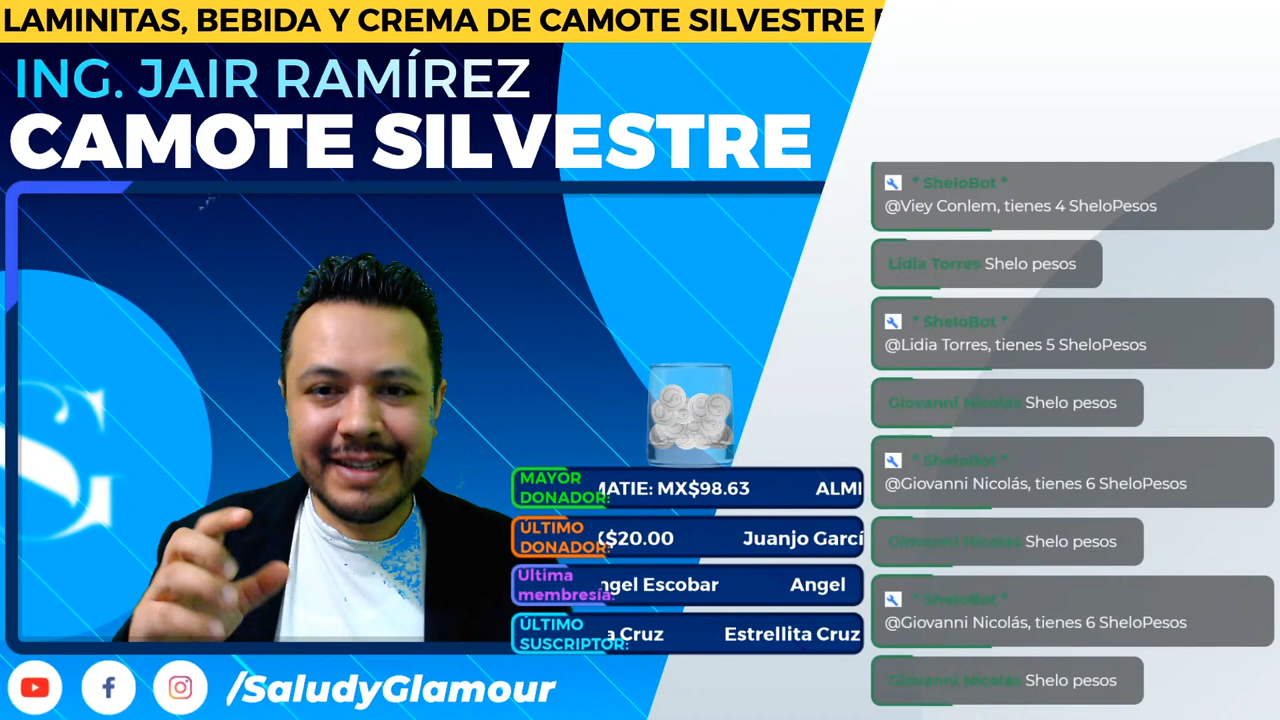 LAMINITAS, BEBIDA Y CREMA DE CAMOTE SILVESTRE
ING. JAIR RAMÍREZ
CAMOTE SILVESTRE
S
MAYOR
DONADOR:
MATIE: MX$98.63 ALMI
ÚLTIMO
DONADOR:
X$20.00 Juanjo Garcí
Última
membresía:
ngel Escobar Angel
ÚLTIMO
SUSCRIPTOR:
a Cruz Estrellita Cruz
/SaludyGlamour
* SheloBot *
@Viey Conlem, tienes 4 SheloPesos
Lidia Torres Shelo pesos
* SheloBot *
@Lidia Torres, tienes 5 SheloPesos
Giovanni Nicolás Shelo pesos
* SheloBot *
@Giovanni Nicolás, tienes 6 SheloPesos
Giovanni Nicolás Shelo pesos
* SheloBot *
@Giovanni Nicolás, tienes 6 SheloPesos
Giovanni Nicolás Shelo pesos